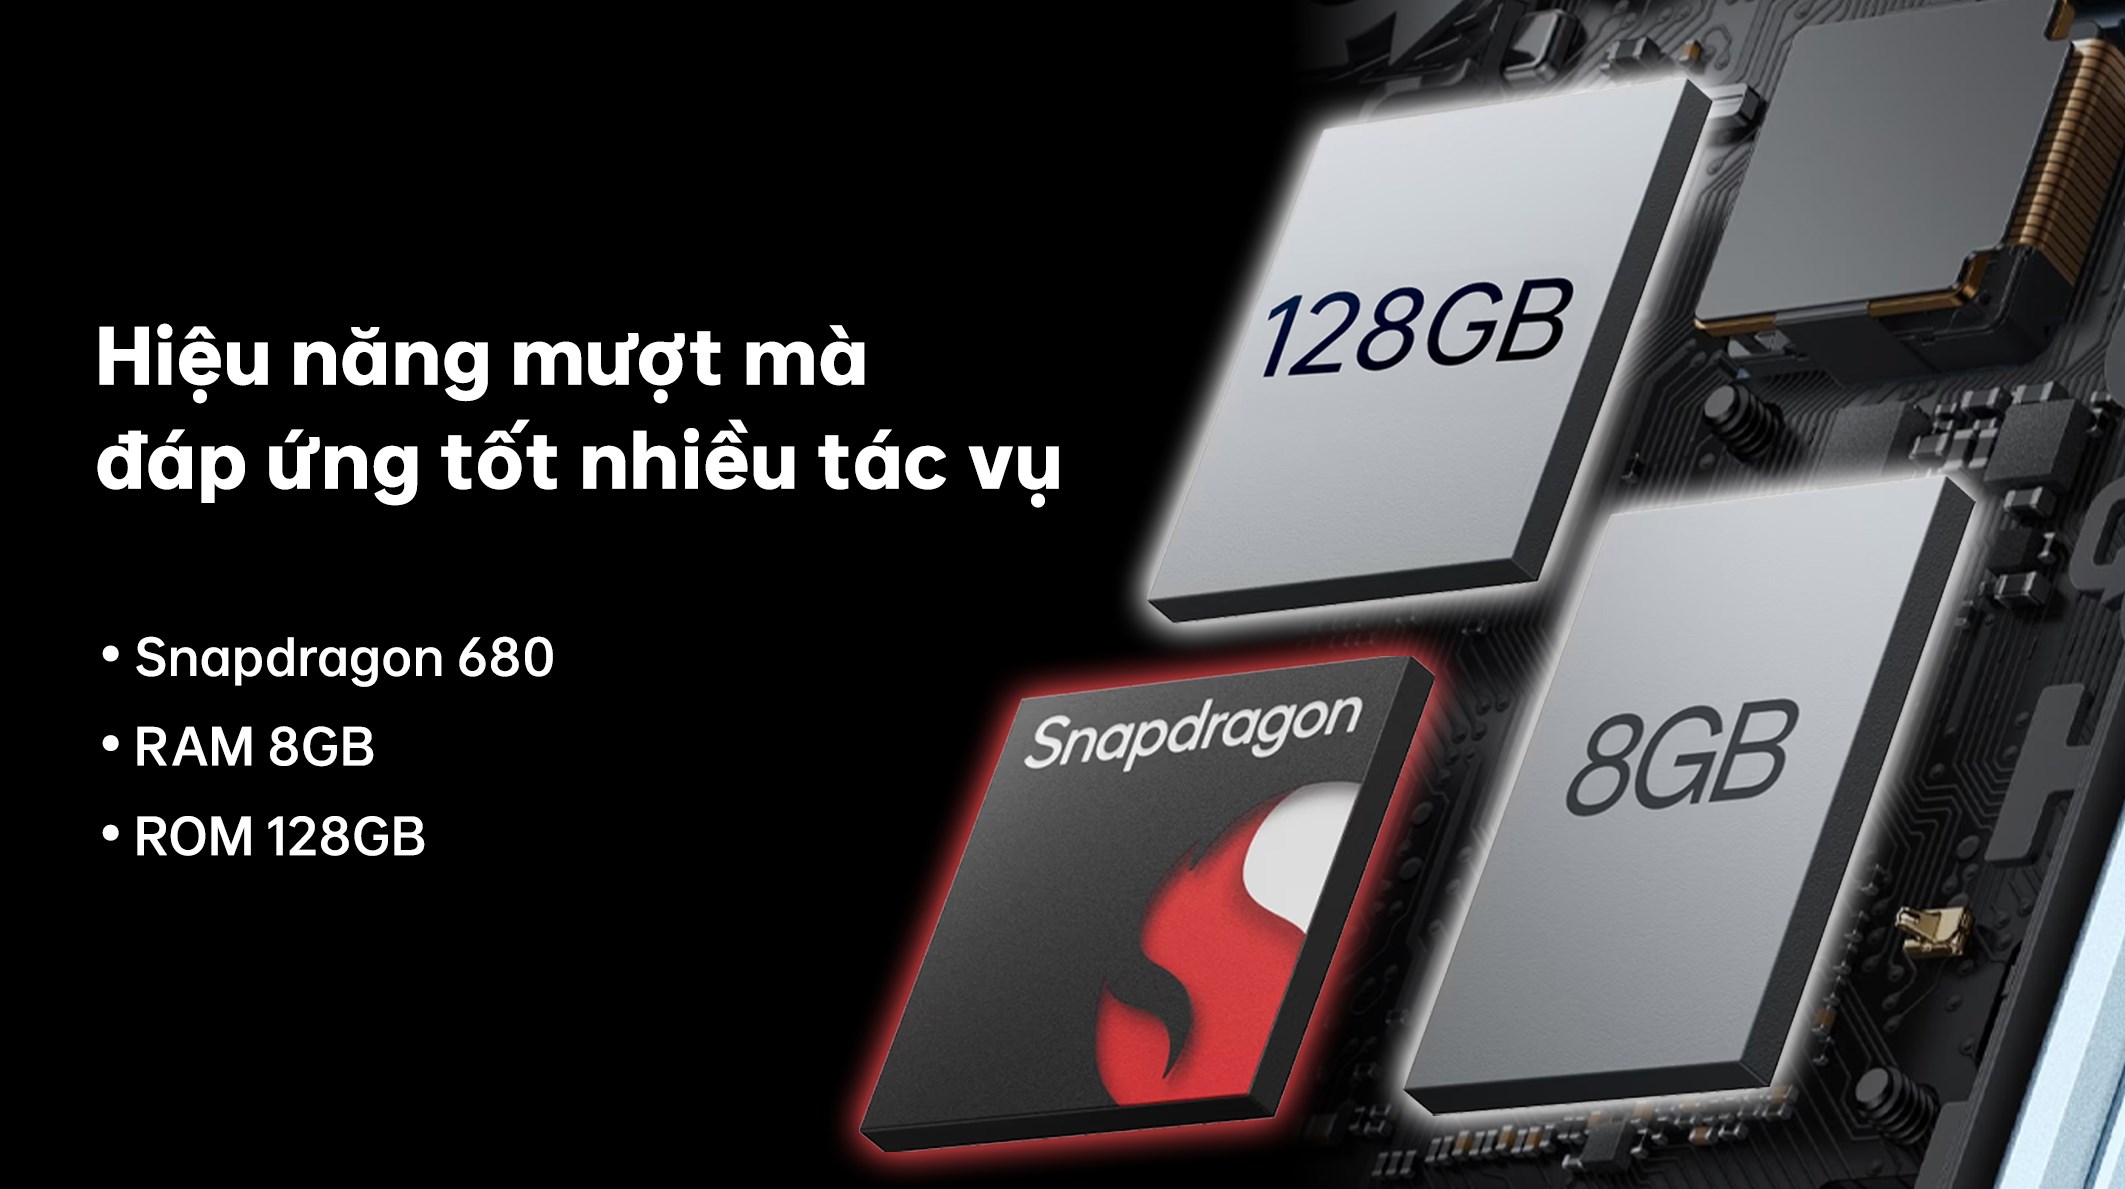 Hiệu năng mượt mà
đáp ứng tốt nhiều tác vụ
• Snapdragon 680
• RAM 8GB
• ROM 128GB
128GB
8GB
Snapdragon